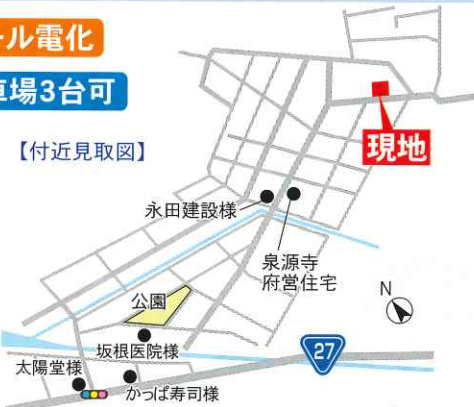 ール電化
車場3台可
【付近見取図】
現地
永田建設様
泉源寺
府営住宅
N
公園
27
坂根医院様
太陽堂様
かっぱ寿司様